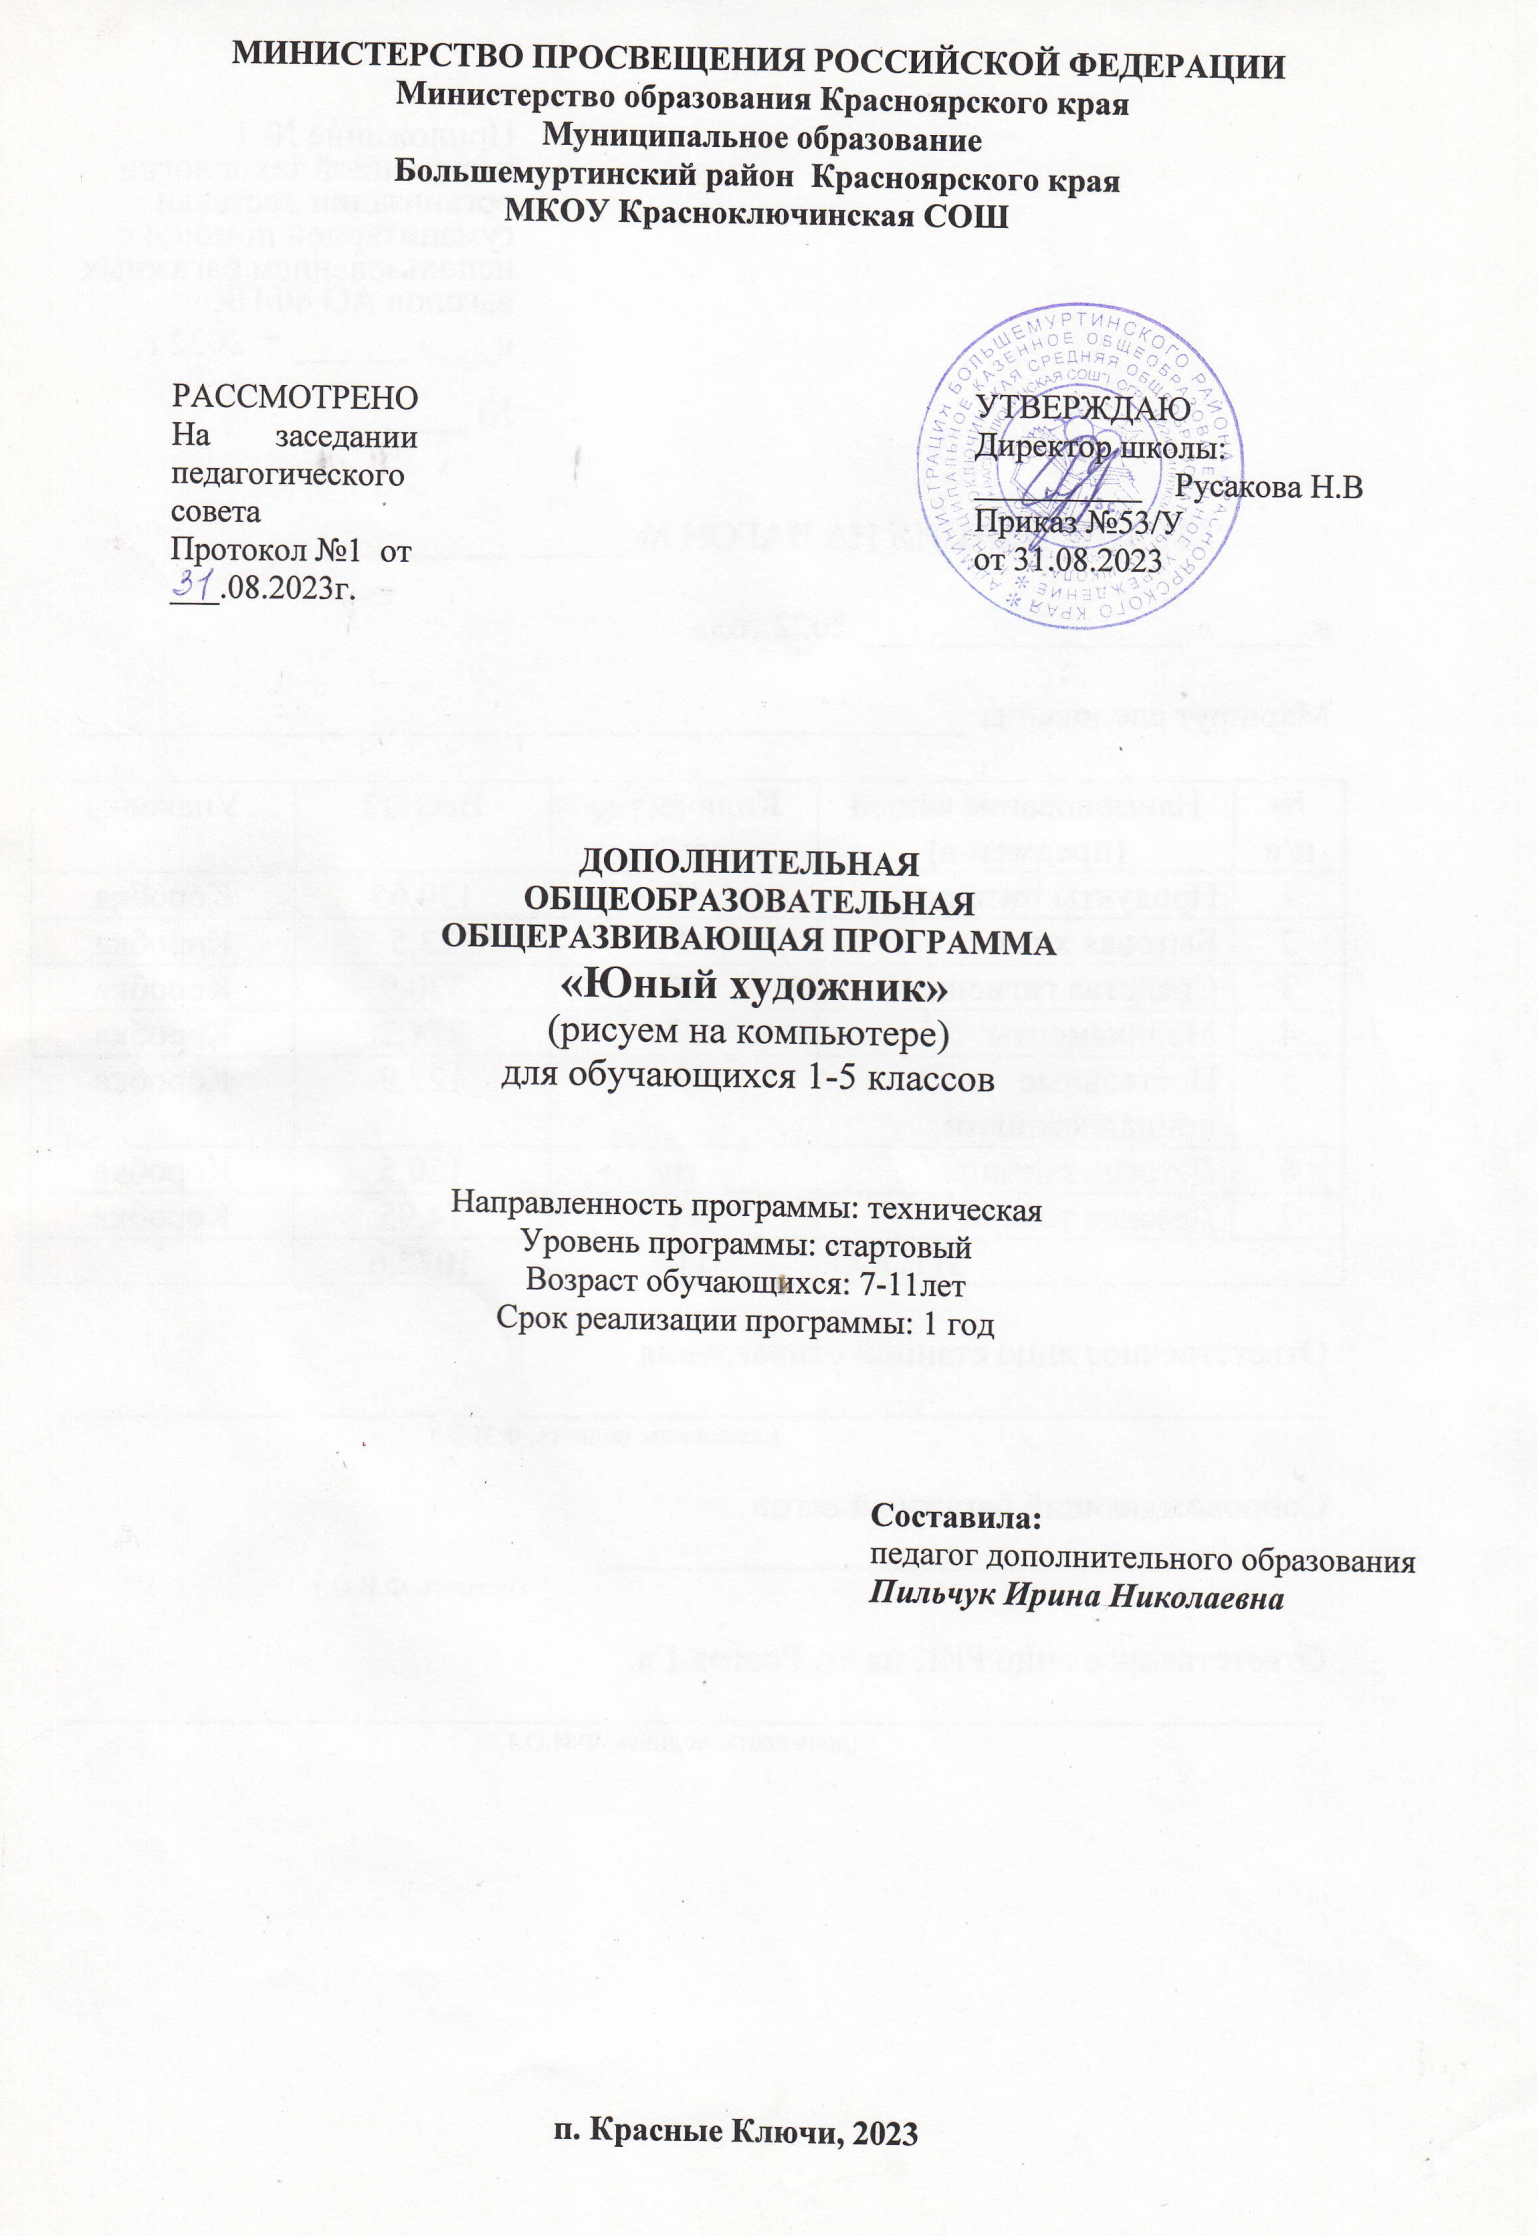 МИНИСТЕРСТВО ПРОСВЕЩЕНИЯ РОССИЙСКОЙ ФЕДЕРАЦИИ
Министерство образования Красноярского края
Муниципальное образование
Большемуртинский район Красноярского края
МКОУ Красноключинская СОШ
РАССМОТРЕНО
На заседании
педагогического
совета
Протокол №1 от
31.08.2023г.
УТВЕРЖДАЮ
Директор школы:
____________ Русакова Н.В
Приказ №53/У
от 31.08.2023
ДОПОЛНИТЕЛЬНАЯ
ОБЩЕОБРАЗОВАТЕЛЬНАЯ
ОБЩЕРАЗВИВАЮЩАЯ ПРОГРАММА
«Юный художник»
(рисуем на компьютере)
для обучающихся 1-5 классов
Направленность программы: техническая
Уровень программы: стартовый
Возраст обучающихся: 7-11лет
Срок реализации программы: 1 год
Составила:
педагог дополнительного образования
Пильчук Ирина Николаевна
п. Красные Ключи, 2023